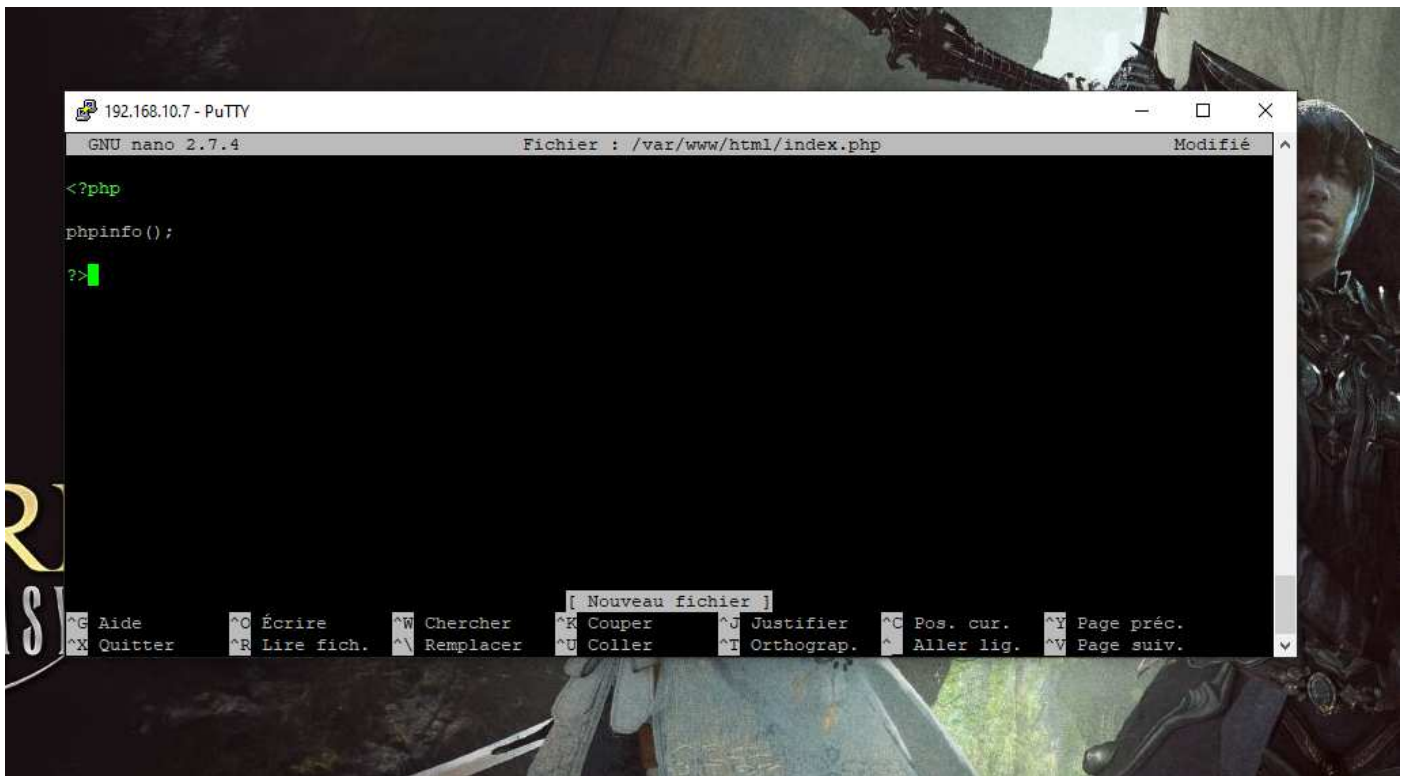 192.168.10.7 - PuTTY
GNU nano 2.7.4 Fichier : /var/www/html/index.php Modifié
<?php
phpinfo();
?>
[ Nouveau fichier ]
^G Aide ^O Écrire ^W Chercher ^K Couper ^J Justifier ^C Pos. cur. ^Y Page préc.
^X Quitter ^R Lire fich. ^\ Remplacer ^U Coller ^T Orthograp. ^_ Aller lig. ^V Page suiv.